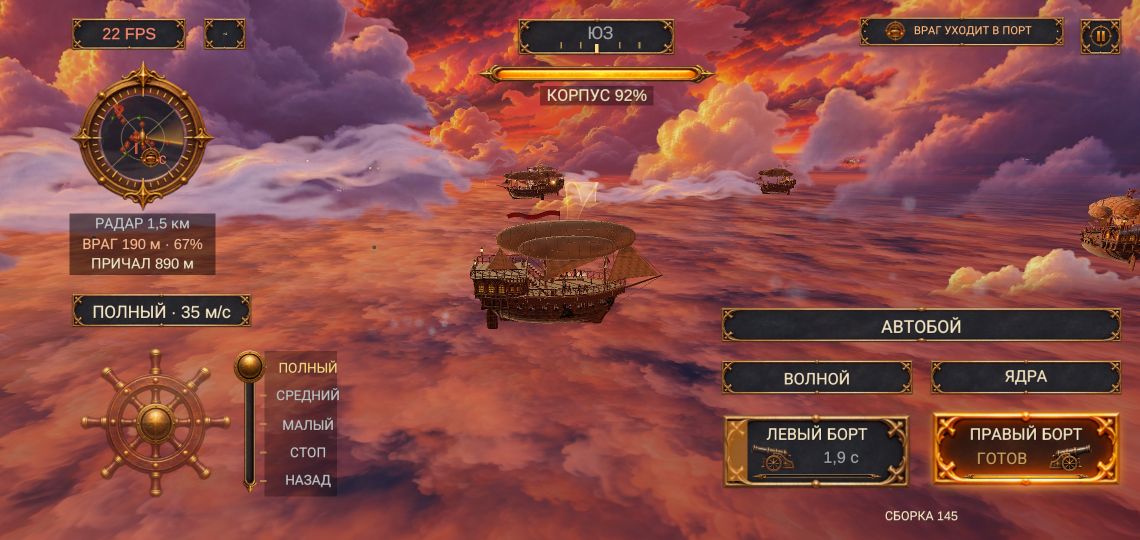 22 FPS
ЮЗ
ВРАГ УХОДИТ В ПОРТ
КОРПУС 92%
С
РАДАР 1,5 км
ВРАГ 190 м · 67%
ПРИЧАЛ 890 м
ПОЛНЫЙ · 35 м/с
ПОЛНЫЙ
СРЕДНИЙ
МАЛЫЙ
СТОП
НАЗАД
АВТОБОЙ
ВОЛНОЙ
ЯДРА
ЛЕВЫЙ БОРТ
1,9 с
ПРАВЫЙ БОРТ
ГОТОВ
СБОРКА 145